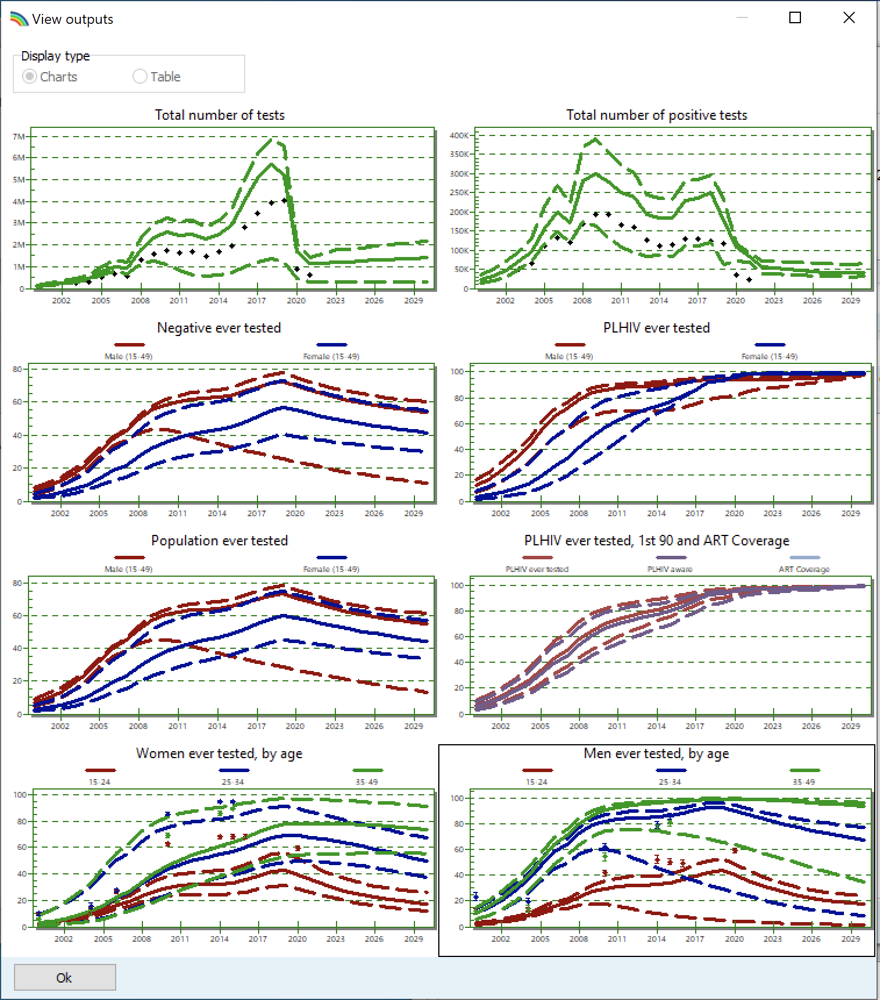 View outputs
Display type
Charts Table
Total number of tests
7M
6M
5M
4M
3M
2M
1M
0
2002 2005 2008 2011 2014 2017 2020 2023 2026 2029
Total number of positive tests
400K
350K
300K
250K
200K
150K
100K
50K
0
2002 2005 2008 2011 2014 2017 2020 2023 2026 2029
Negative ever tested
Male (15-49) Female (15-49)
80
60
40
20
0
2002 2005 2008 2011 2014 2017 2020 2023 2026 2029
PLHIV ever tested
Male (15-49) Female (15-49)
100
80
60
40
20
0
2002 2005 2008 2011 2014 2017 2020 2023 2026 2029
Population ever tested
Male (15-49) Female (15-49)
80
60
40
20
0
2002 2005 2008 2011 2014 2017 2020 2023 2026 2029
PLHIV ever tested, 1st 90 and ART Coverage
PLHIV ever tested PLHIV aware ART Coverage
100
80
60
40
20
0
2002 2005 2008 2011 2014 2017 2020 2023 2026 2029
Women ever tested, by age
15-24 25-34 35-49
100
80
60
40
20
0
2002 2005 2008 2011 2014 2017 2020 2023 2026 2029
Men ever tested, by age
15-24 25-34 35-49
100
80
60
40
20
0
2002 2005 2008 2011 2014 2017 2020 2023 2026 2029
Ok